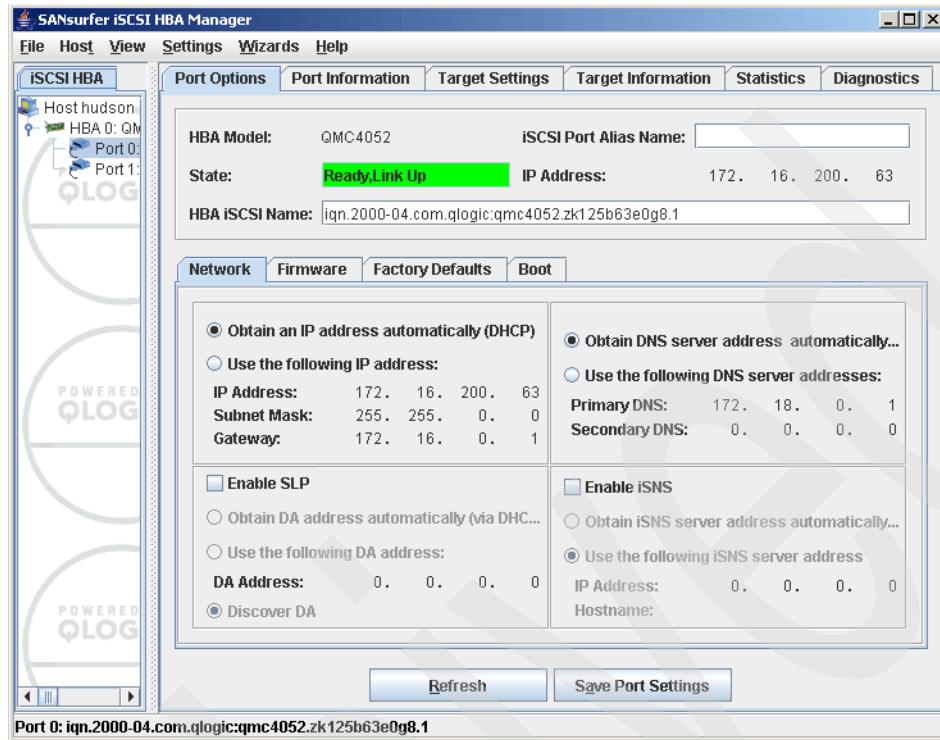 SANsurfer iSCSI HBA Manager
File Host View Settings Wizards Help
iSCSI HBA
Port Options Port Information Target Settings Target Information Statistics Diagnostics
Host hudson
HBA 0: QM
Port 0:
Port 1:
QLOG
POWERED
QLOG
POWERED
QLOG
HBA Model: QMC4052 iSCSI Port Alias Name:
State: Ready,Link Up IP Address: 172. 16. 200. 63
HBA iSCSI Name: iqn.2000-04.com.qlogic:qmc4052.zk125b63e0g8.1
Network Firmware Factory Defaults Boot
Obtain an IP address automatically (DHCP)
Use the following IP address:
IP Address: 172. 16. 200. 63
Subnet Mask: 255. 255. 0. 0
Gateway: 172. 16. 0. 1
Obtain DNS server address automatically...
Use the following DNS server addresses:
Primary DNS: 172. 18. 0. 1
Secondary DNS: 0. 0. 0. 0
Enable SLP
Obtain DA address automatically (via DHC...
Use the following DA address:
DA Address: 0. 0. 0. 0
Discover DA
Enable iSNS
Obtain iSNS server address automatically...
Use the following iSNS server address
IP Address: 0. 0. 0. 0
Hostname:
Refresh Save Port Settings
Port 0: iqn.2000-04.com.qlogic:qmc4052.zk125b63e0g8.1